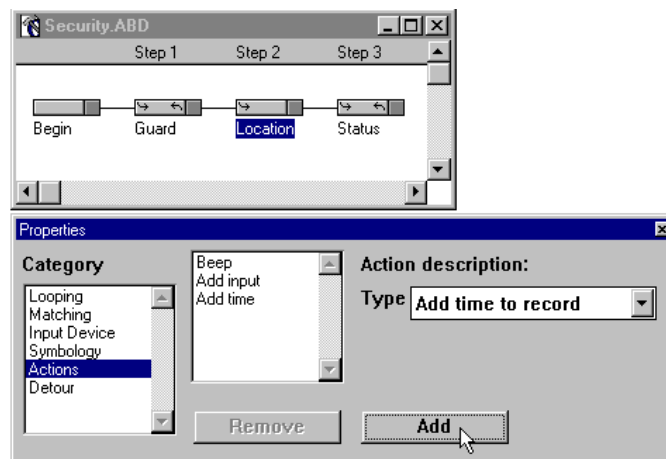 Security.ABD
Step 1 Step 2 Step 3
Begin Guard Location Status
Properties
Category
Looping
Matching
Input Device
Symbology
Actions
Detour
Beep
Add input
Add time
Remove
Action description:
Type Add time to record
Add